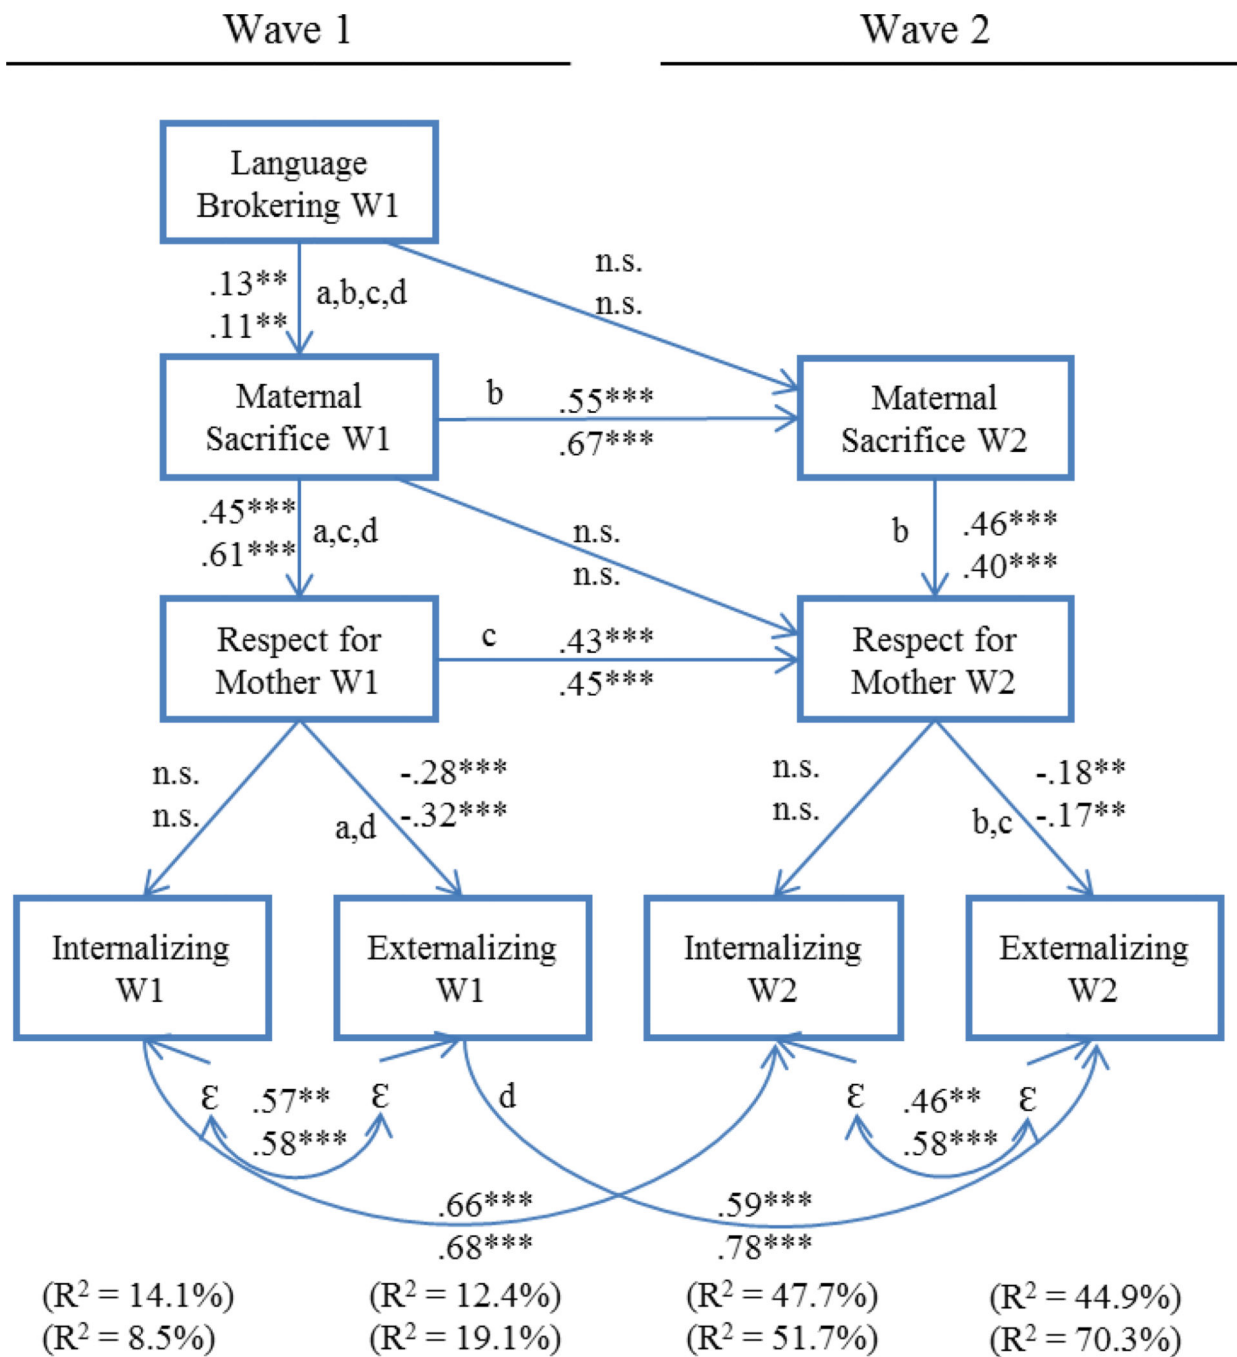 Wave 1
Wave 2
Language
Brokering W1
.13**
.11**
a,b,c,d
n.s.
n.s.
Maternal
Sacrifice W1
b
.55***
.67***
Maternal
Sacrifice W2
.45***
.61***
a,c,d
n.s.
n.s.
b
.46***
.40***
Respect for
Mother W1
c
.43***
.45***
Respect for
Mother W2
n.s.
n.s.
a,d
-.28***
-.32***
n.s.
n.s.
b,c
-.18**
-.17**
Internalizing
W1
Externalizing
W1
Internalizing
W2
Externalizing
W2
Ɛ
.57**
.58***
Ɛ
d
Ɛ
.46**
.58***
Ɛ
.66***
.68***
.59***
.78***
(R² = 14.1%)
(R² = 8.5%)
(R² = 12.4%)
(R² = 19.1%)
(R² = 47.7%)
(R² = 51.7%)
(R² = 44.9%)
(R² = 70.3%)